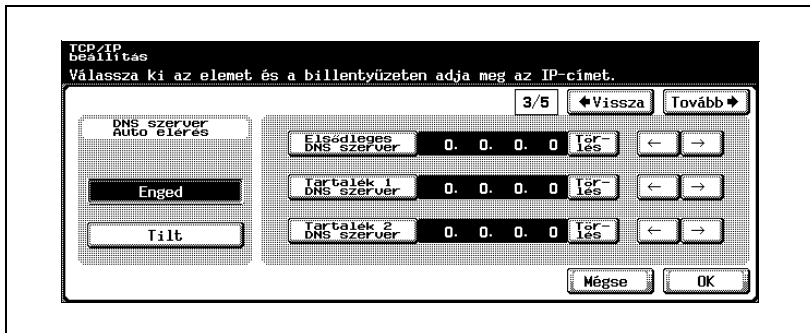 TCP/IP
beállítás
Válassza ki az elemet és a billentyűzeten adja meg az IP-címet.
3/5
←Vissza
Tovább→
DNS szerver
Auto elérés
Enged
Tilt
Elsődleges
DNS szerver
0. 0. 0. 0
Tör-
lés
← →
Tartalék 1
DNS szerver
0. 0. 0. 0
Tör-
lés
← →
Tartalék 2
DNS szerver
0. 0. 0. 0
Tör-
lés
← →
Mégse
OK